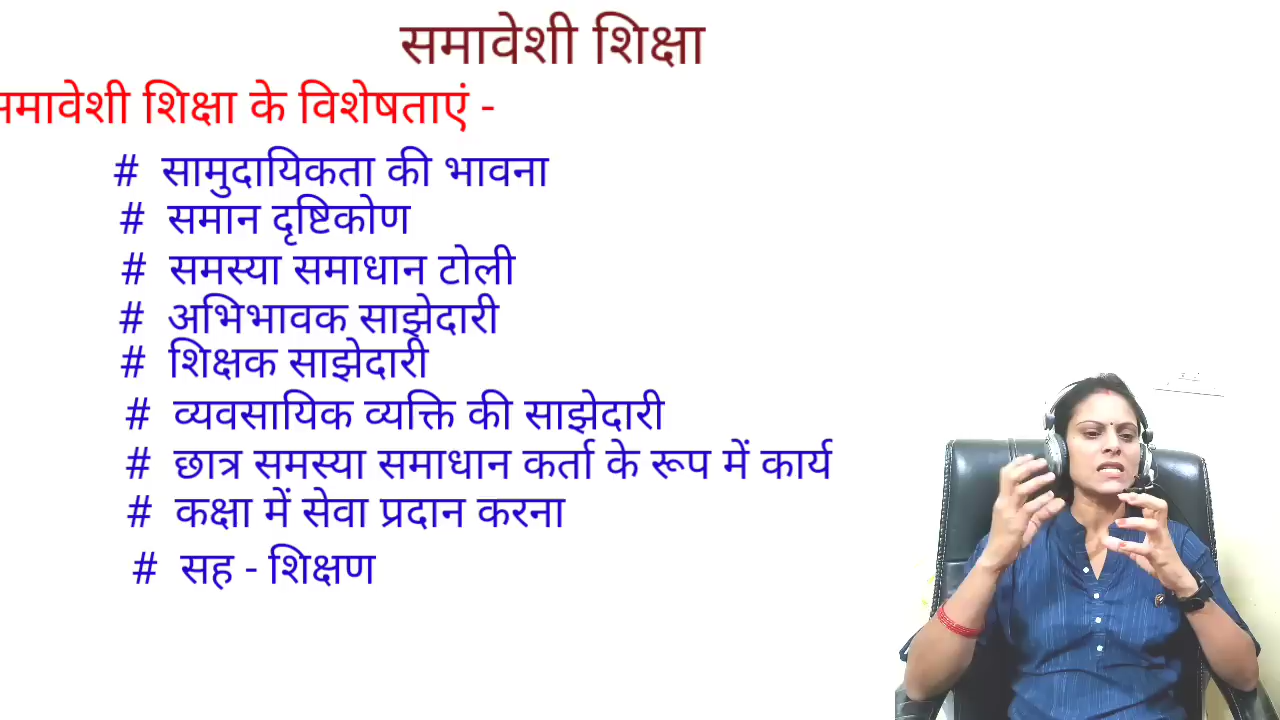 समावेशी शिक्षा
समावेशी शिक्षा के विशेषताएं -
# सामुदायिकता की भावना
# समान दृष्टिकोण
# समस्या समाधान टोली
# अभिभावक साझेदारी
# शिक्षक साझेदारी
# व्यवसायिक व्यक्ति की साझेदारी
# छात्र समस्या समाधान कर्ता के रूप में कार्य
# कक्षा में सेवा प्रदान करना
# सह - शिक्षण